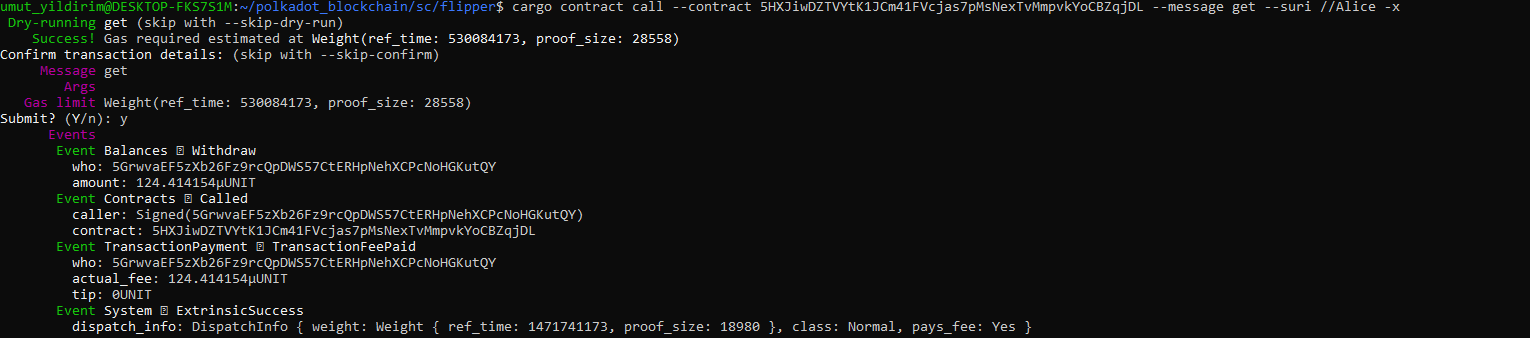 umut_yildirim@DESKTOP-FKS7S1M:~/polkadot_blockchain/sc/flipper$ cargo contract call --contract 5HXJiwDZTVYtK1JCm41FVcjas7pMsNexTvMmpvkYoCBZqjDL --message get --suri //Alice -x
Dry-running get (skip with --skip-dry-run)
Success! Gas required estimated at Weight(ref_time: 530084173, proof_size: 28558)
Confirm transaction details: (skip with --skip-confirm)
Message get
Args
Gas limit Weight(ref_time: 530084173, proof_size: 28558)
Submit? (Y/n): y
Events
Event Balances ⍰ Withdraw
who: 5GrwvaEF5zXb26Fz9rcQpDWS57CtERHpNehXCPcNoHGKutQY
amount: 124.414154µUNIT
Event Contracts ⍰ Called
caller: Signed(5GrwvaEF5zXb26Fz9rcQpDWS57CtERHpNehXCPcNoHGKutQY)
contract: 5HXJiwDZTVYtK1JCm41FVcjas7pMsNexTvMmpvkYoCBZqjDL
Event TransactionPayment ⍰ TransactionFeePaid
who: 5GrwvaEF5zXb26Fz9rcQpDWS57CtERHpNehXCPcNoHGKutQY
actual_fee: 124.414154µUNIT
tip: 0UNIT
Event System ⍰ ExtrinsicSuccess
dispatch_info: DispatchInfo { weight: Weight { ref_time: 1471741173, proof_size: 18980 }, class: Normal, pays_fee: Yes }